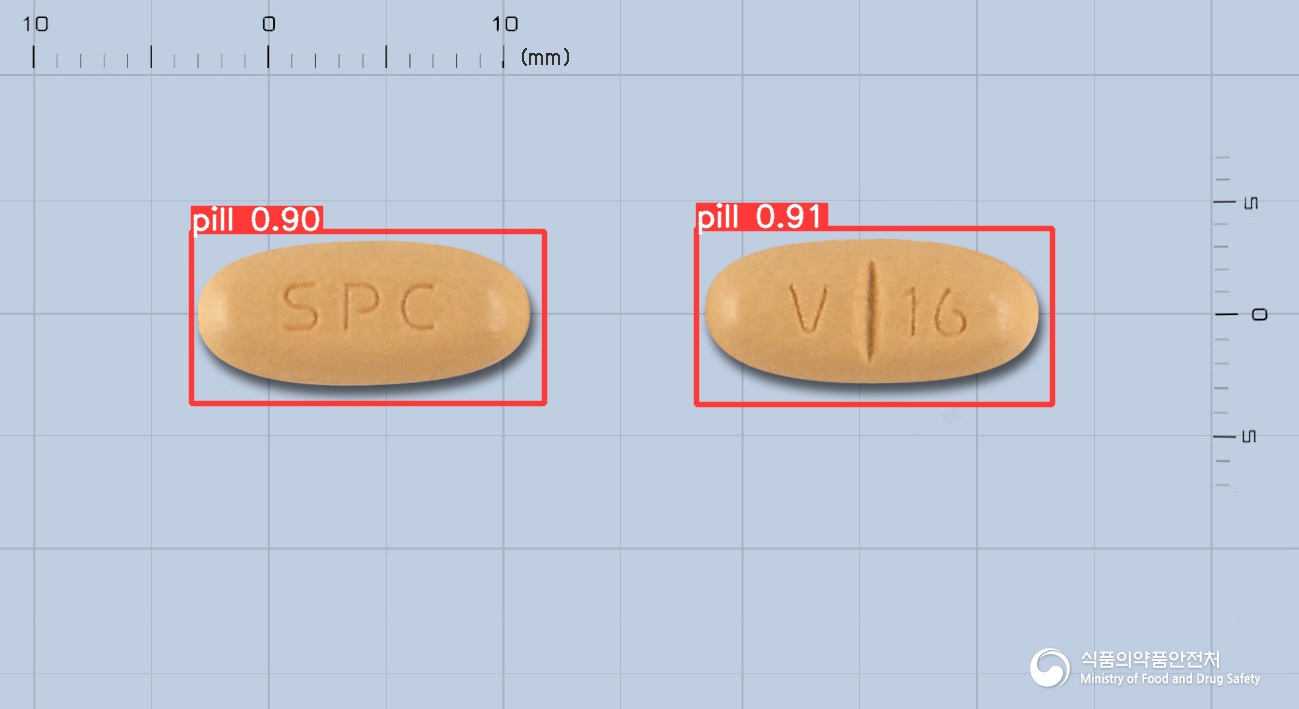 10 0 10
(mm)
pill 0.90
pill 0.91
SPC
V 16
5
0
5
식품의약품안전처
Ministry of Food and Drug Safety